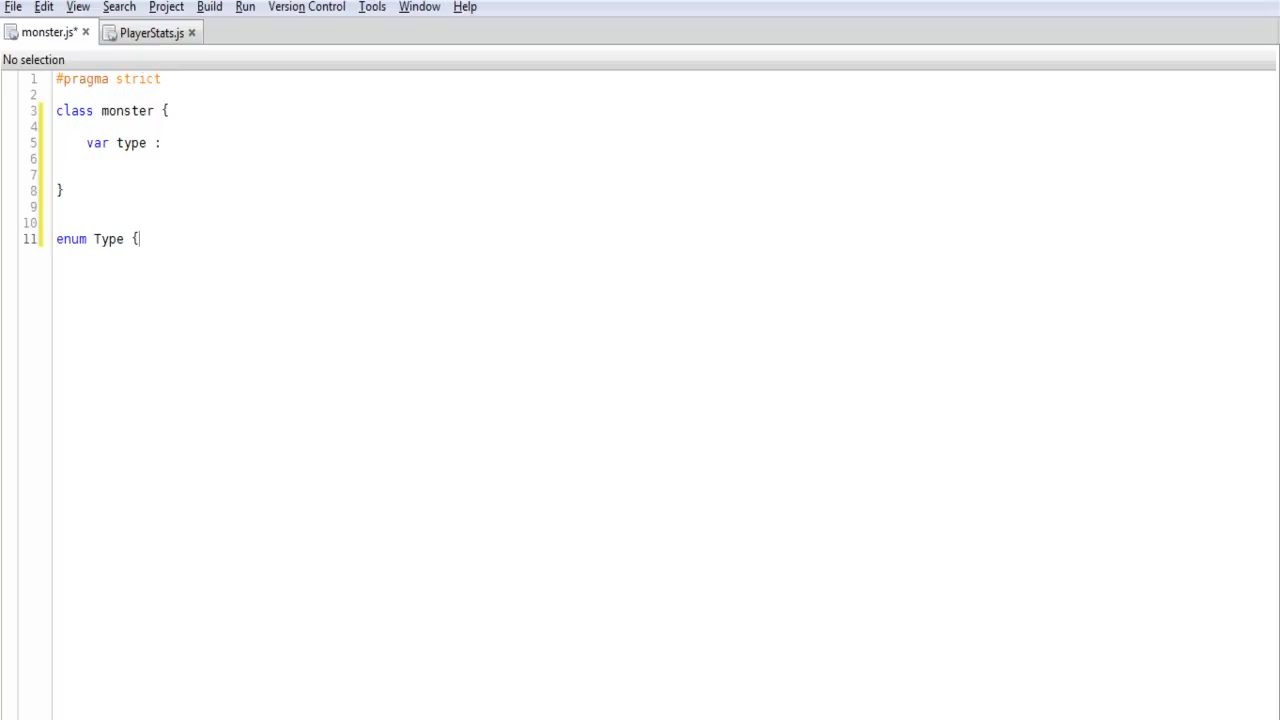 File Edit View Search Project Build Run Version Control Tools Window Help
monster.js* PlayerStats.js
No selection
1 #pragma strict
2
3 class monster {
4
5 var type :
6
7
8 }
9
10
11 enum Type {